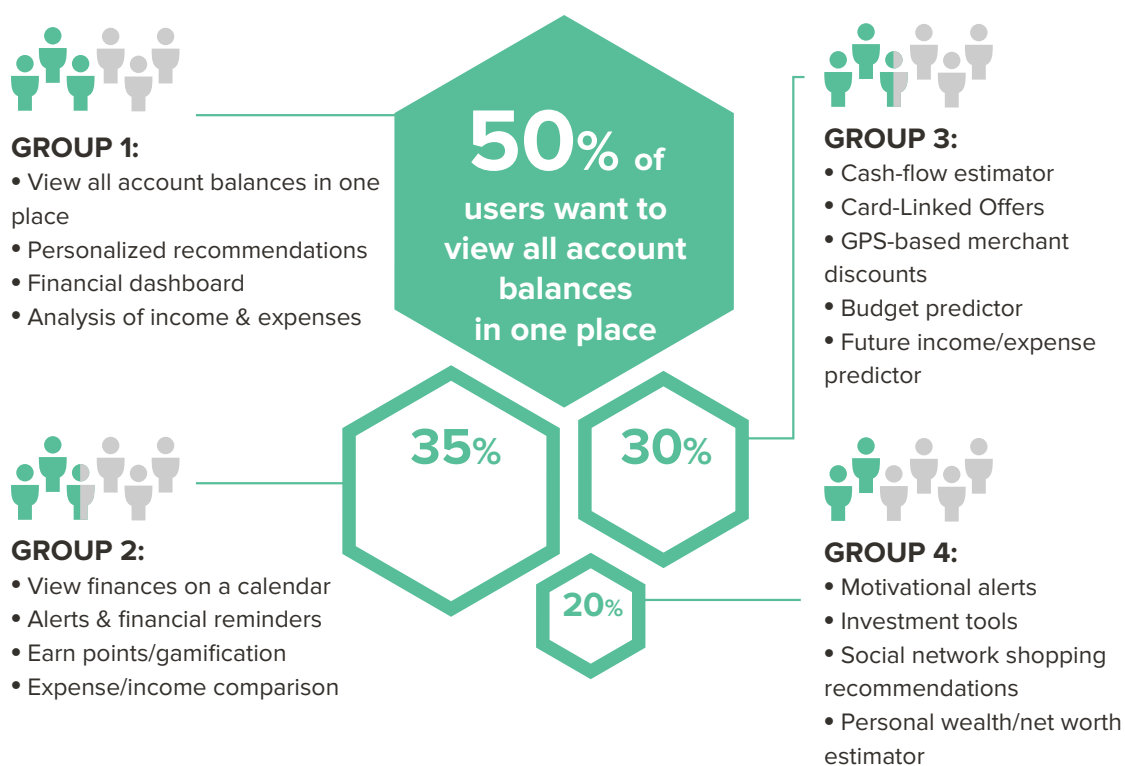 50% of
users want to
view all account
balances
in one place
GROUP 1:
• View all account balances in one
place
• Personalized recommendations
• Financial dashboard
• Analysis of income & expenses
35%
GROUP 2:
• View finances on a calendar
• Alerts & financial reminders
• Earn points/gamification
• Expense/income comparison
30%
GROUP 3:
• Cash-flow estimator
• Card-Linked Offers
• GPS-based merchant
discounts
• Budget predictor
• Future income/expense
predictor
20%
GROUP 4:
• Motivational alerts
• Investment tools
• Social network shopping
recommendations
• Personal wealth/net worth
estimator